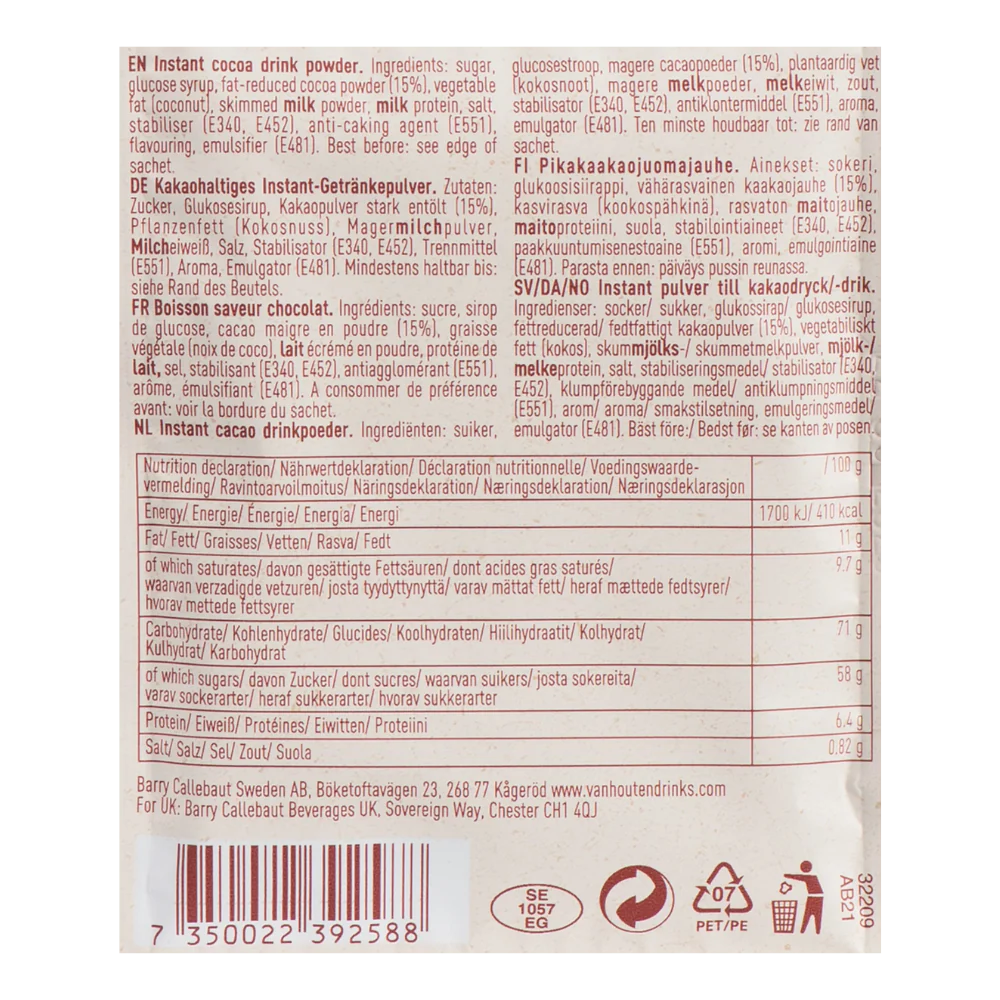 EN Instant cocoa drink powder. Ingredients: sugar,
glucose syrup, fat-reduced cocoa powder (15%), vegetable
fat (coconut), skimmed milk powder, milk protein, salt,
stabiliser (E340, E452), anti-caking agent (E551),
flavouring, emulsifier (E481). Best before: see edge of
sachet.
DE Kakaohaltiges Instant-Getränkepulver. Zutaten:
Zucker, Glukosesirup, Kakaopulver stark entölt (15%),
Pflanzenfett (Kokosnuss), Magermilchpulver,
Milcheiweiß, Salz, Stabilisator (E340, E452), Trennmittel
(E551), Aroma, Emulgator (E481). Mindestens haltbar bis:
siehe Rand des Beutels.
FR Boisson saveur chocolat. Ingrédients: sucre, sirop
de glucose, cacao maigre en poudre (15%), graisse
végétale (noix de coco), lait écrémé en poudre, protéine de
lait, sel, stabilisant (E340, E452), antiagglomérant (E551),
arôme, émulsifiant (E481). A consommer de préférence
avant: voir la bordure du sachet.
NL Instant cacao drinkpoeder. Ingrediënten: suiker,
glucosestroop, magere cacaopoeder (15%), plantaardig vet
(kokosnoot), magere melkpoeder, melkeiwit, zout,
stabilisator (E340, E452), antiklontermiddel (E551), aroma,
emulgator (E481). Ten minste houdbaar tot: zie rand van
sachet.
FI Pikakaakaojuomajauhe. Ainekset: sokeri,
glukoosisiirappi, vähärasvainen kaakaojauhe (15%),
kasvirasva (kookospähkinä), rasvaton maitojauhe,
maitoproteiini, suola, stabilointiaineet (E340, E452),
paakkuuntumisenestoaine (E551), aromi, emulgointiaine
(E481). Parasta ennen: päiväys pussin reunassa.
SV/DA/NO Instant pulver till kakaodryck/-drik.
Ingredienser: socker/ sukker, glukossirap/ glukosesirup,
fettreducerad/ fedtfattigt kakaopulver (15%), vegetabiliskt
fett (kokos), skummjölks-/ skummetmelkpulver, mjölk-/
melkeprotein, salt, stabiliseringsmedel/ stabilisator (E340,
E452), klumpförebyggande medel/ antiklumpningsmiddel
(E551), arom/ aroma/ smakstilsetning, emulgeringsmedel/
emulgator (E481). Bäst före:/ Bedst før: se kanten av posen.
Nutrition declaration/ Nährwertdeklaration/ Déclaration nutritionnelle/ Voedingswaarde-
vermelding/ Ravintoarvoilmoitus/ Näringsdeklaration/ Næringsdeklaration/ Næringsdeklarasjon
/100 g
Energy/ Energie/ Énergie/ Energia/ Energi 1700 kJ/ 410 kcal
Fat/ Fett/ Graisses/ Vetten/ Rasva/ Fedt 11 g
of which saturates/ davon gesättigte Fettsäuren/ dont acides gras saturés/ 9.7 g
waarvan verzadigde vetzuren/ josta tyydyttynyttä/ varav mättat fett/ heraf mættede fedtsyrer/
hvorav mettede fettsyrer
Carbohydrate/ Kohlenhydrate/ Glucides/ Koolhydraten/ Hiilihydraatit/ Kolhydrat/ 71 g
Kulhydrat/ Karbohydrat
of which sugars/ davon Zucker/ dont sucres/ waarvan suikers/ josta sokereita/ 58 g
varav sockerarter/ heraf sukkerarter/ hvorav sukkerarter
Protein/ Eiweiß/ Protéines/ Eiwitten/ Proteiini 6.4 g
Salt/ Salz/ Sel/ Zout/ Suola 0.82 g
Barry Callebaut Sweden AB, Böketoftavägen 23, 268 77 Kågeröd www.vanhoutendrinks.com
For UK: Barry Callebaut Beverages UK, Sovereign Way, Chester CH1 4QJ
7 350022 392588
SE
1057
EG
07
PET/PE
32209
AB21